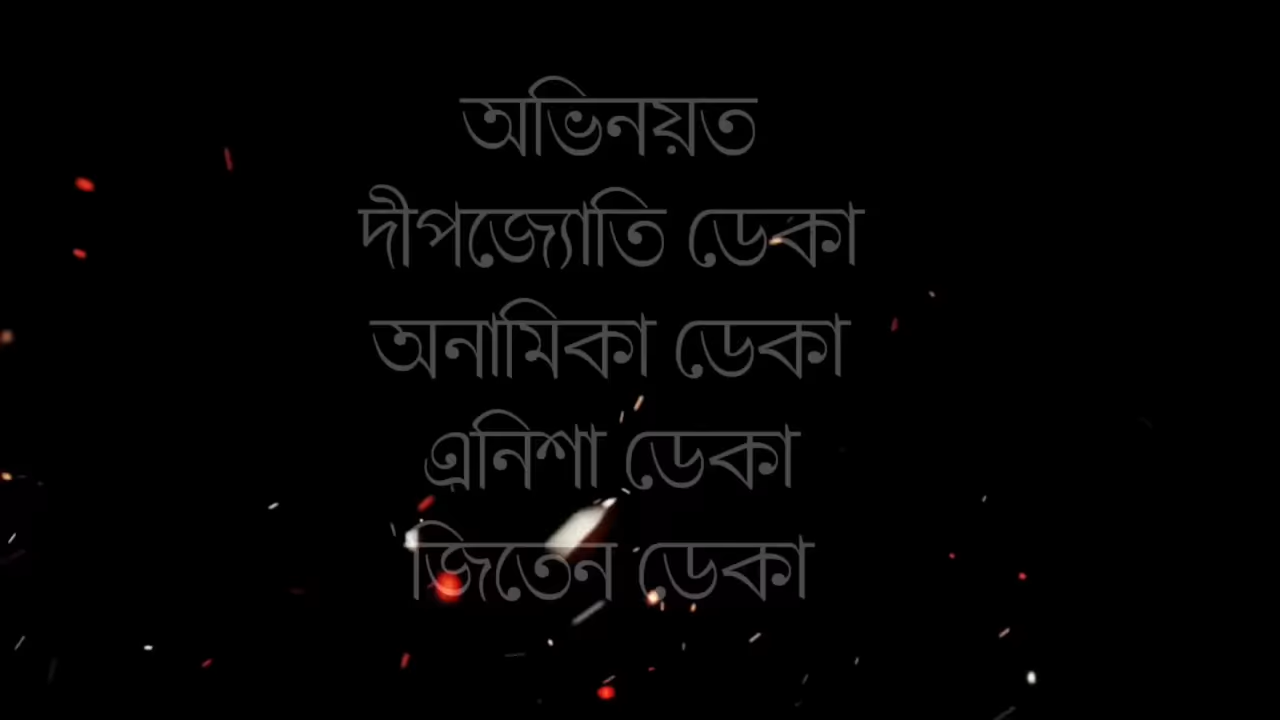 অভিনয়ত
দীপজ্যোতি ডেকা
অনামিকা ডেকা
এনিশা ডেকা
জিতেন ডেকা